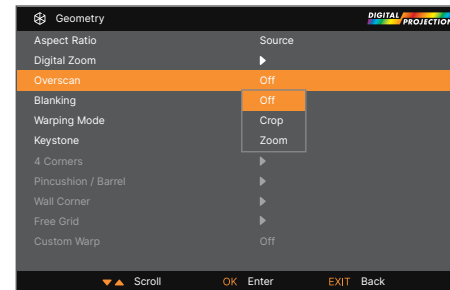 Geometry
DIGITAL
PROJECTION
Aspect Ratio Source
Digital Zoom
Overscan Off
Blanking Off
Warping Mode Crop
Keystone Zoom
4 Corners
Pincushion / Barrel
Wall Corner
Free Grid
Custom Warp Off
Scroll OK Enter EXIT Back